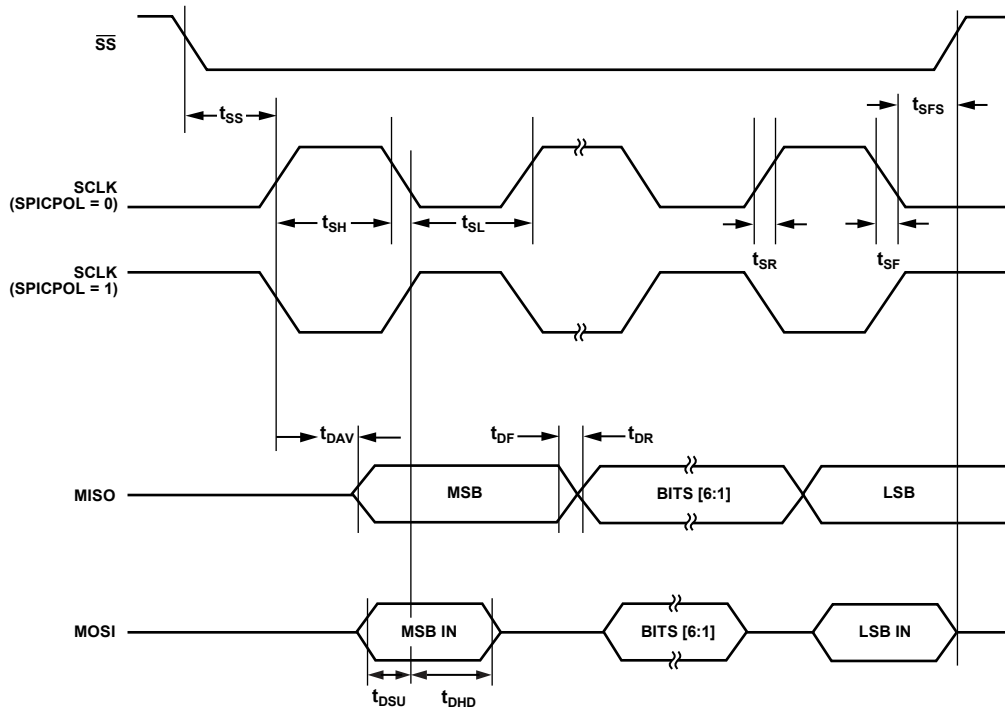 SS
tSS
tSFS
SCLK
(SPICPOL = 0)
tSH
tSL
tSR
tSF
SCLK
(SPICPOL = 1)
tDAV
tDF
tDR
MISO
MSB
BITS [6:1]
LSB
MOSI
MSB IN
BITS [6:1]
LSB IN
tDSU
tDHD